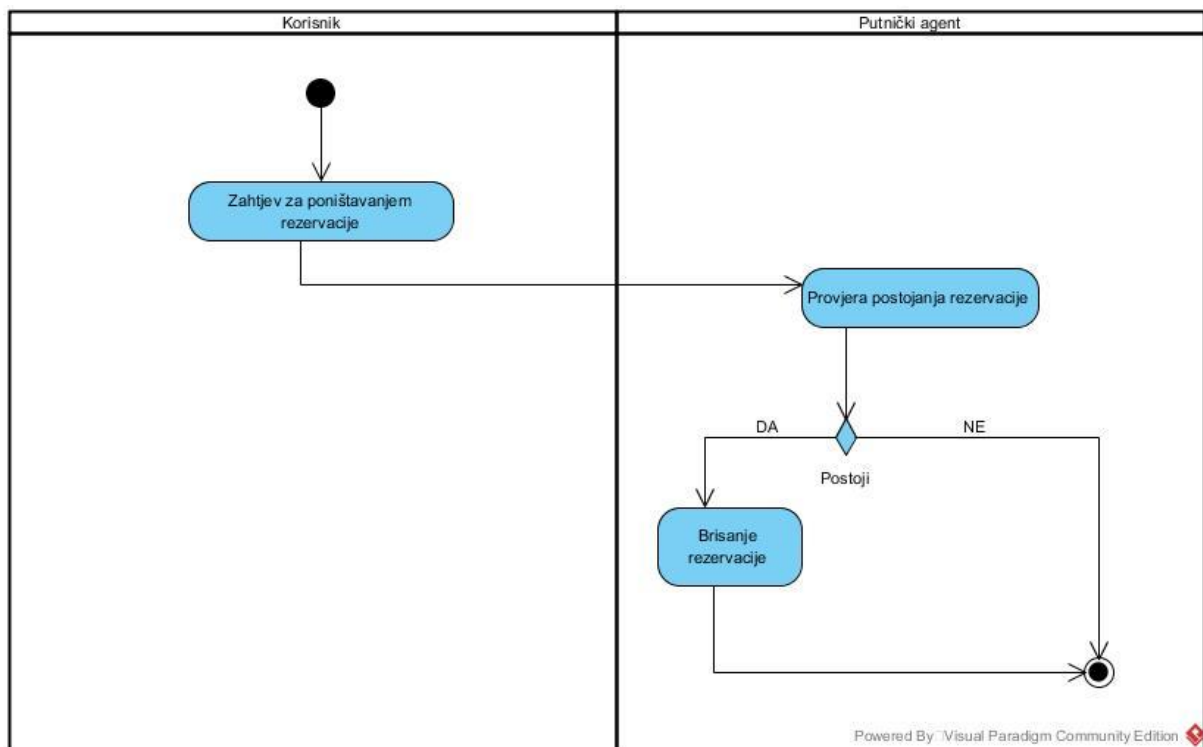 Korisnik
Putnički agent
Zahtjev za poništavanjem
rezervacije
Provjera postojanja rezervacije
DA
NE
Postoji
Brisanje
rezervacije
Powered By Visual Paradigm Community Edition